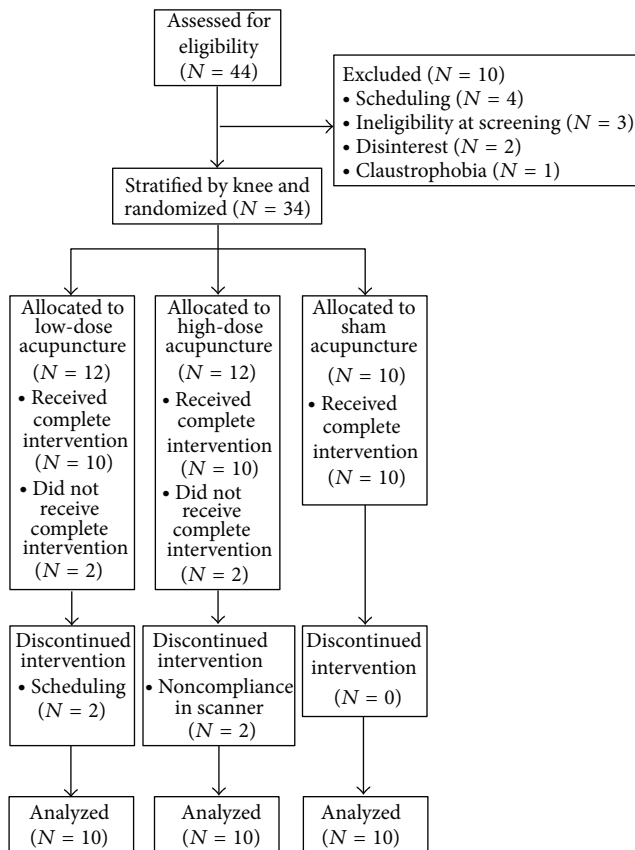 Assessed for
eligibility
(N = 44)
Excluded (N = 10)
• Scheduling (N = 4)
• Ineligibility at screening (N = 3)
• Disinterest (N = 2)
• Claustrophobia (N = 1)
Stratified by knee and
randomized (N = 34)
Allocated to
low-dose
acupuncture
(N = 12)
• Received
complete
intervention
(N = 10)
• Did not
receive
complete
intervention
(N = 2)
Allocated to
high-dose
acupuncture
(N = 12)
• Received
complete
intervention
(N = 10)
• Did not
receive
complete
intervention
(N = 2)
Allocated to
sham
acupuncture
(N = 10)
• Received
complete
intervention
(N = 10)
Discontinued
intervention
• Scheduling
(N = 2)
Discontinued
intervention
• Noncompliance
in scanner
(N = 2)
Discontinued
intervention
(N = 0)
Analyzed
(N = 10)
Analyzed
(N = 10)
Analyzed
(N = 10)